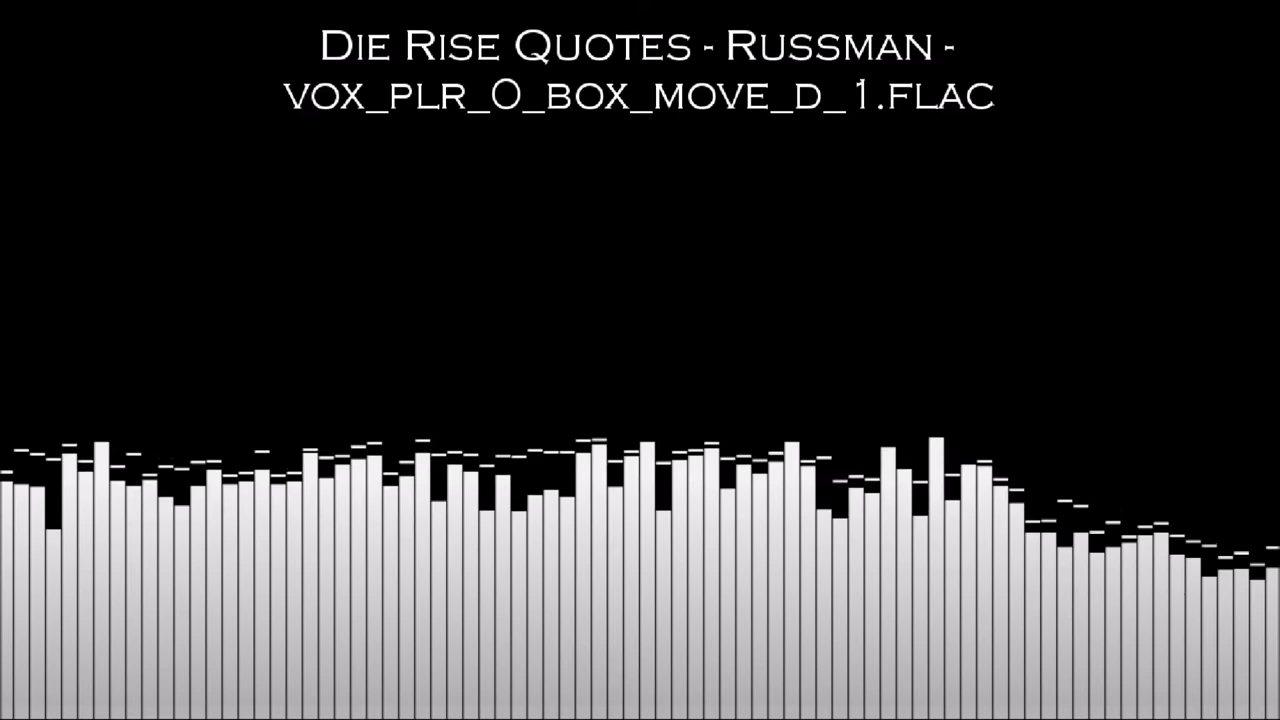 Die Rise Quotes - Russman -
vox_plr_0_box_move_d_1.flac